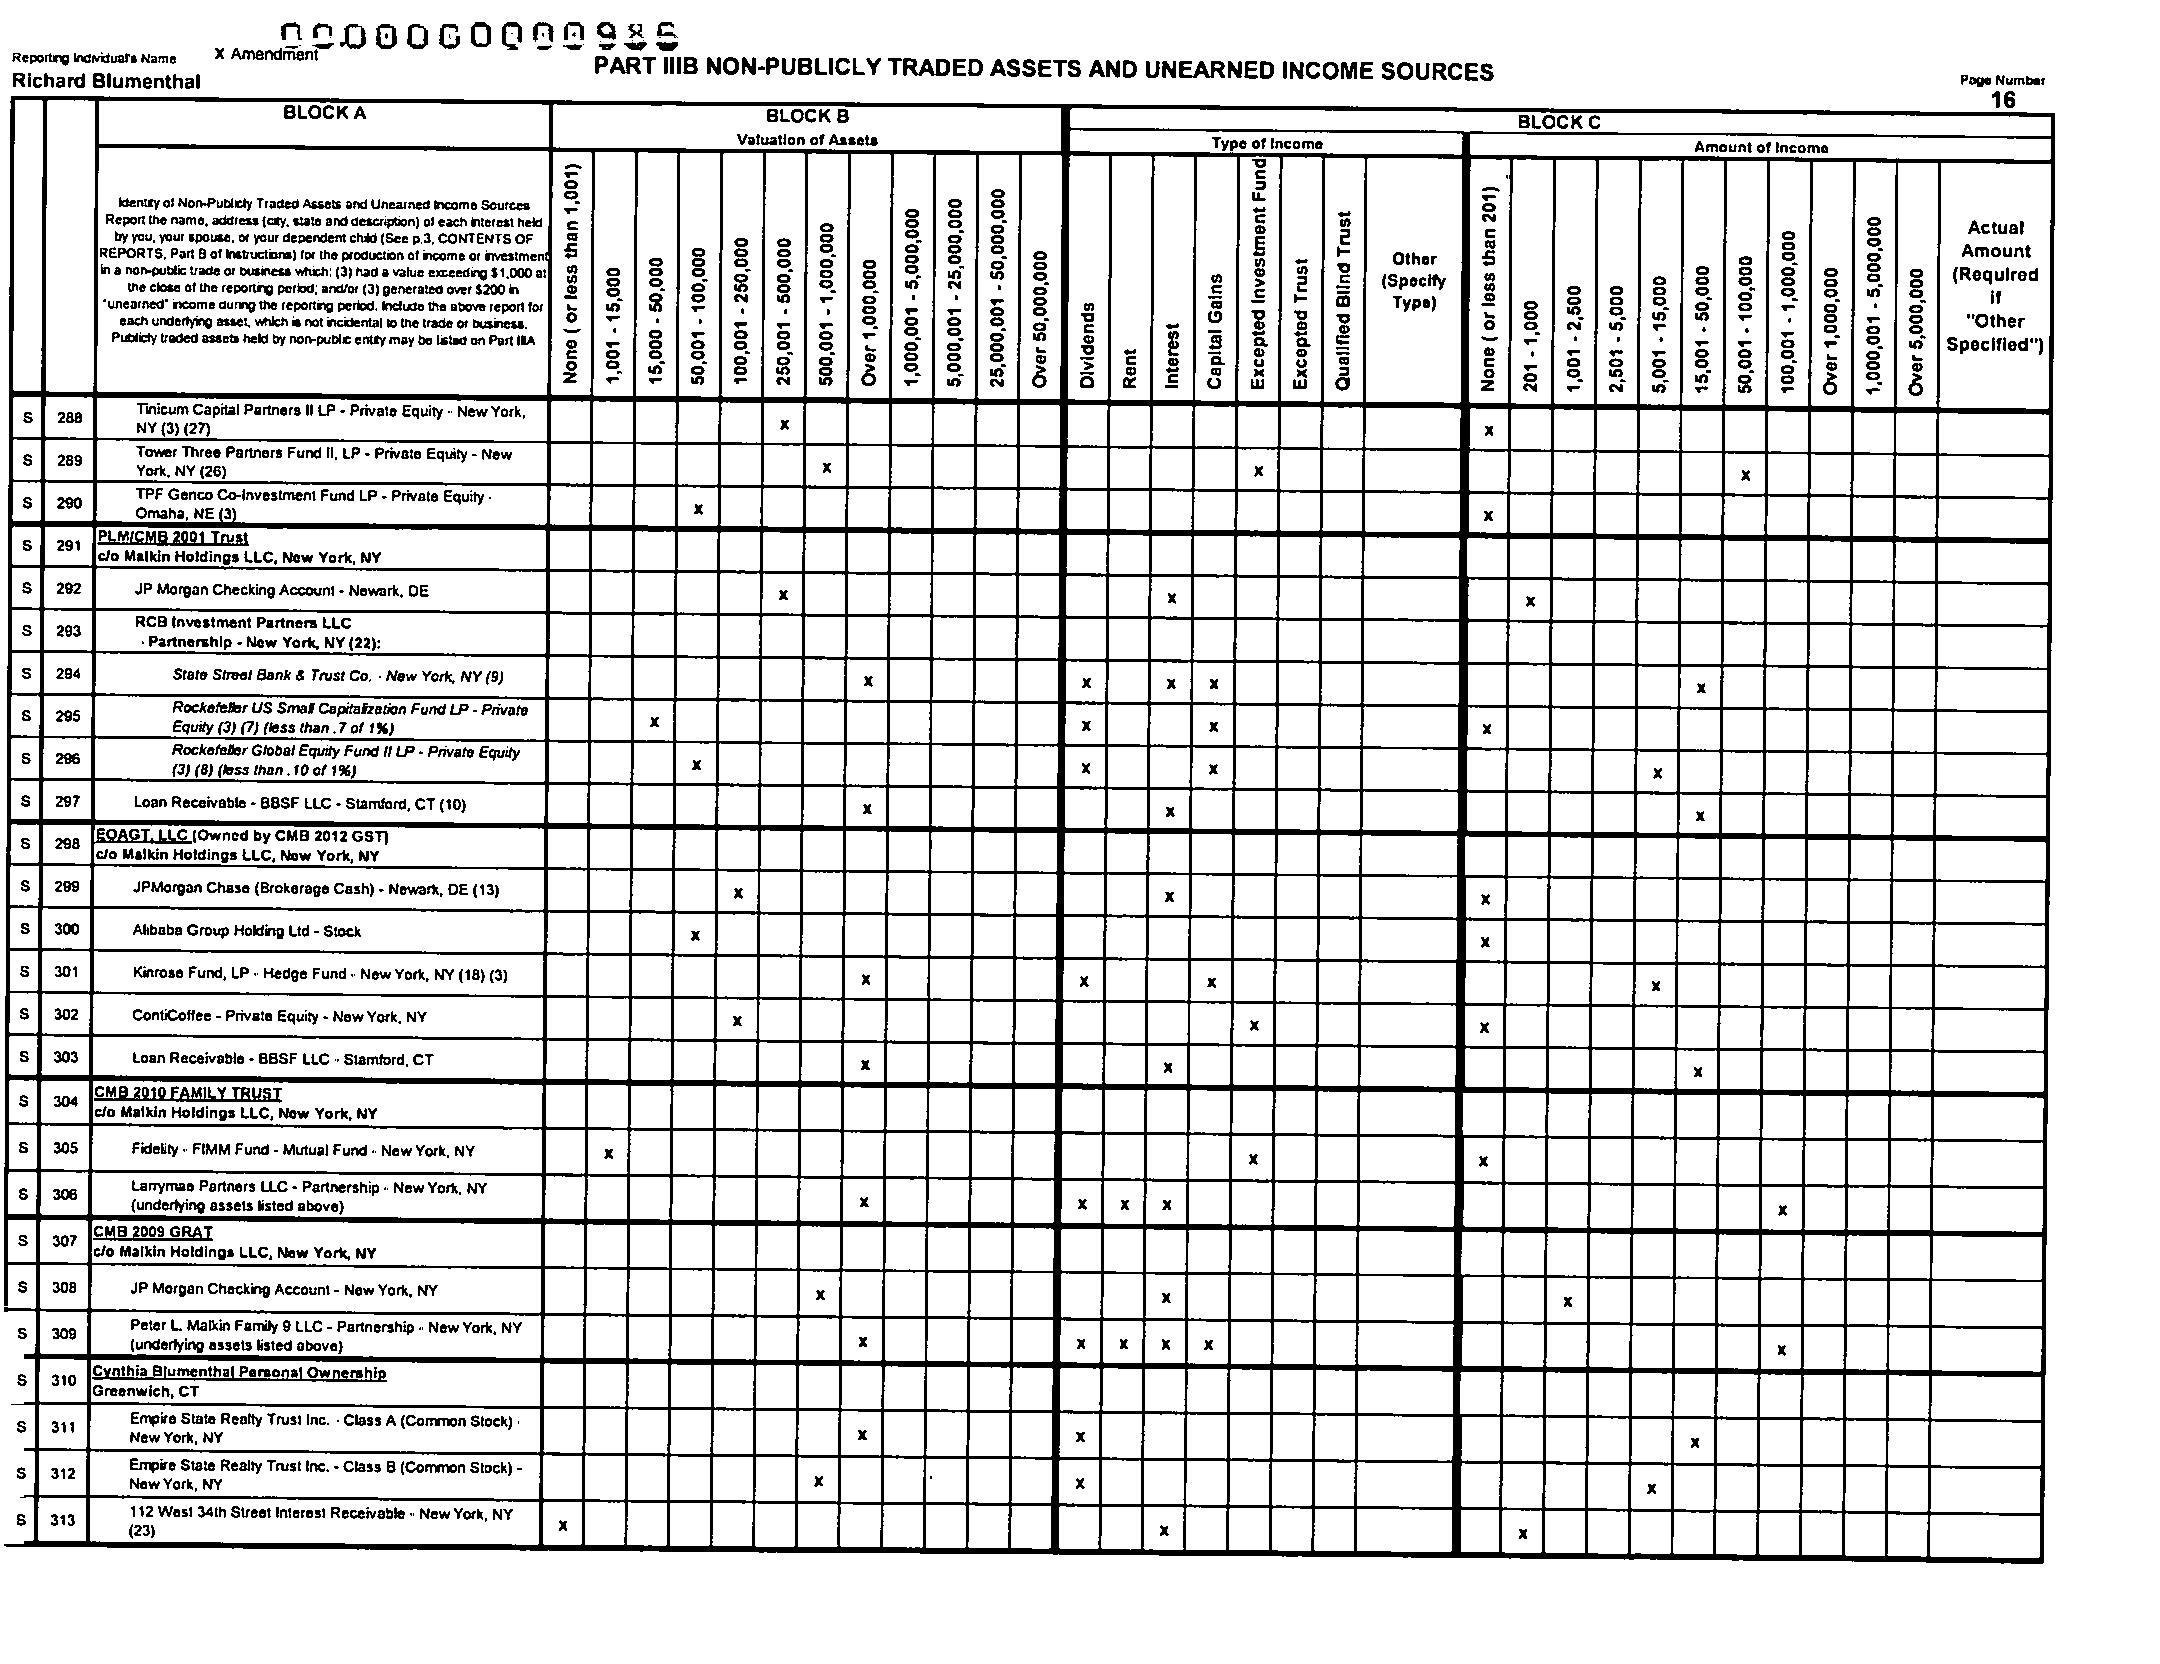 000000000986
Reporting Individual's Name X Amendment
Richard Blumenthal
PART IIIB NON-PUBLICLY TRADED ASSETS AND UNEARNED INCOME SOURCES
Page Number
16
BLOCK A BLOCK B BLOCK C
Valuation of Assets Type of Income Amount of Income
Identity of Non-Publicly Traded Assets and Unearned Income Sources
Report the name, address (city, state and description) of each interest held
by you, your spouse, or your dependent child (See p.3, CONTENTS OF
REPORTS, Part B of Instructions) for the production of income or investment
in a non-public trade or business which: (3) had a value exceeding $1,000 at
the close of the reporting period; and/or (3) generated over $200 in
"unearned" income during the reporting period. Include the above report for
each underlying asset, which is not incidental to the trade or business.
Publicly traded assets held by non-public entity may be listed on Part IIIA
None ( or less than 1,001)
1,001 - 15,000
15,000 - 50,000
50,001 - 100,000
100,001 - 250,000
250,001 - 500,000
500,001 - 1,000,000
Over 1,000,000
1,000,001 - 5,000,000
5,000,001 - 25,000,000
25,000,001 - 50,000,000
Over 50,000,000
Dividends
Rent
Interest
Capital Gains
Excepted Investment Fund
Excepted Trust
Qualified Blind Trust
Other
(Specify
Type)
None ( or less than 201)
201 - 1,000
1,001 - 2,500
2,501 - 5,000
5,001 - 15,000
15,001 - 50,000
50,001 - 100,000
100,001 - 1,000,000
Over 1,000,000
1,000,001 - 5,000,000
Over 5,000,000
Actual
Amount
(Required
if
"Other
Specified")
S 288 Tinicum Capital Partners II LP - Private Equity - New York,
NY (3) (27) x x
S 289 Tower Three Partners Fund II, LP - Private Equity - New
York, NY (26) x x x
S 290 TPF Genco Co-Investment Fund LP - Private Equity -
Omaha, NE (3) x x
S 291 PLM/CMB 2001 Trust
c/o Malkin Holdings LLC, New York, NY
S 292 JP Morgan Checking Account - Newark, DE x x x
S 293 RCB Investment Partners LLC
- Partnership - New York, NY (22):
S 294 State Street Bank & Trust Co. - New York, NY (9) x x x x x
S 295 Rockefeller US Small Capitalization Fund LP - Private
Equity (3) (7) (less than .7 of 1%) x x x x
S 296 Rockefeller Global Equity Fund II LP - Private Equity
(3) (8) (less than .10 of 1%) x x x x
S 297 Loan Receivable - BBSF LLC - Stamford, CT (10) x x x
S 298 EOAGT, LLC (Owned by CMB 2012 GST)
c/o Malkin Holdings LLC, New York, NY
S 299 JPMorgan Chase (Brokerage Cash) - Newark, DE (13) x x x
S 300 Alibaba Group Holding Ltd - Stock x x
S 301 Kinrose Fund, LP - Hedge Fund - New York, NY (18) (3) x x x x
S 302 ContiCoffee - Private Equity - New York, NY x x x
S 303 Loan Receivable - BBSF LLC - Stamford, CT x x x
S 304 CMB 2010 FAMILY TRUST
c/o Malkin Holdings LLC, New York, NY
S 305 Fidelity - FIMM Fund - Mutual Fund - New York, NY x x x
S 306 Larrymae Partners LLC - Partnership - New York, NY
(underlying assets listed above) x x x x x
S 307 CMB 2009 GRAT
c/o Malkin Holdings LLC, New York, NY
S 308 JP Morgan Checking Account - New York, NY x x x
S 309 Peter L. Malkin Family 9 LLC - Partnership - New York, NY
(underlying assets listed above) x x x x x x
S 310 Cynthia Blumenthal Personal Ownership
Greenwich, CT
S 311 Empire State Realty Trust Inc. - Class A (Common Stock) -
New York, NY x x x
S 312 Empire State Realty Trust Inc. - Class B (Common Stock) -
New York, NY x x x
S 313 112 West 34th Street Interest Receivable - New York, NY
(23) x x x